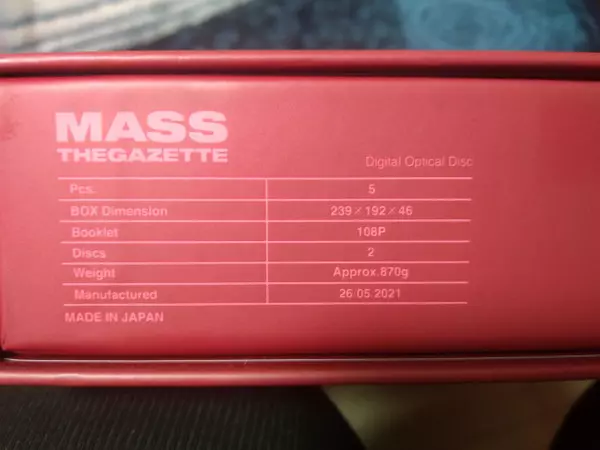 MASS
THEGAZETTE
Digital Optical Disc
Pcs. 5
BOX Dimension 239×192×46
Booklet 108P
Discs 2
Weight Approx.870g
Manufactured 26.05.2021
MADE IN JAPAN